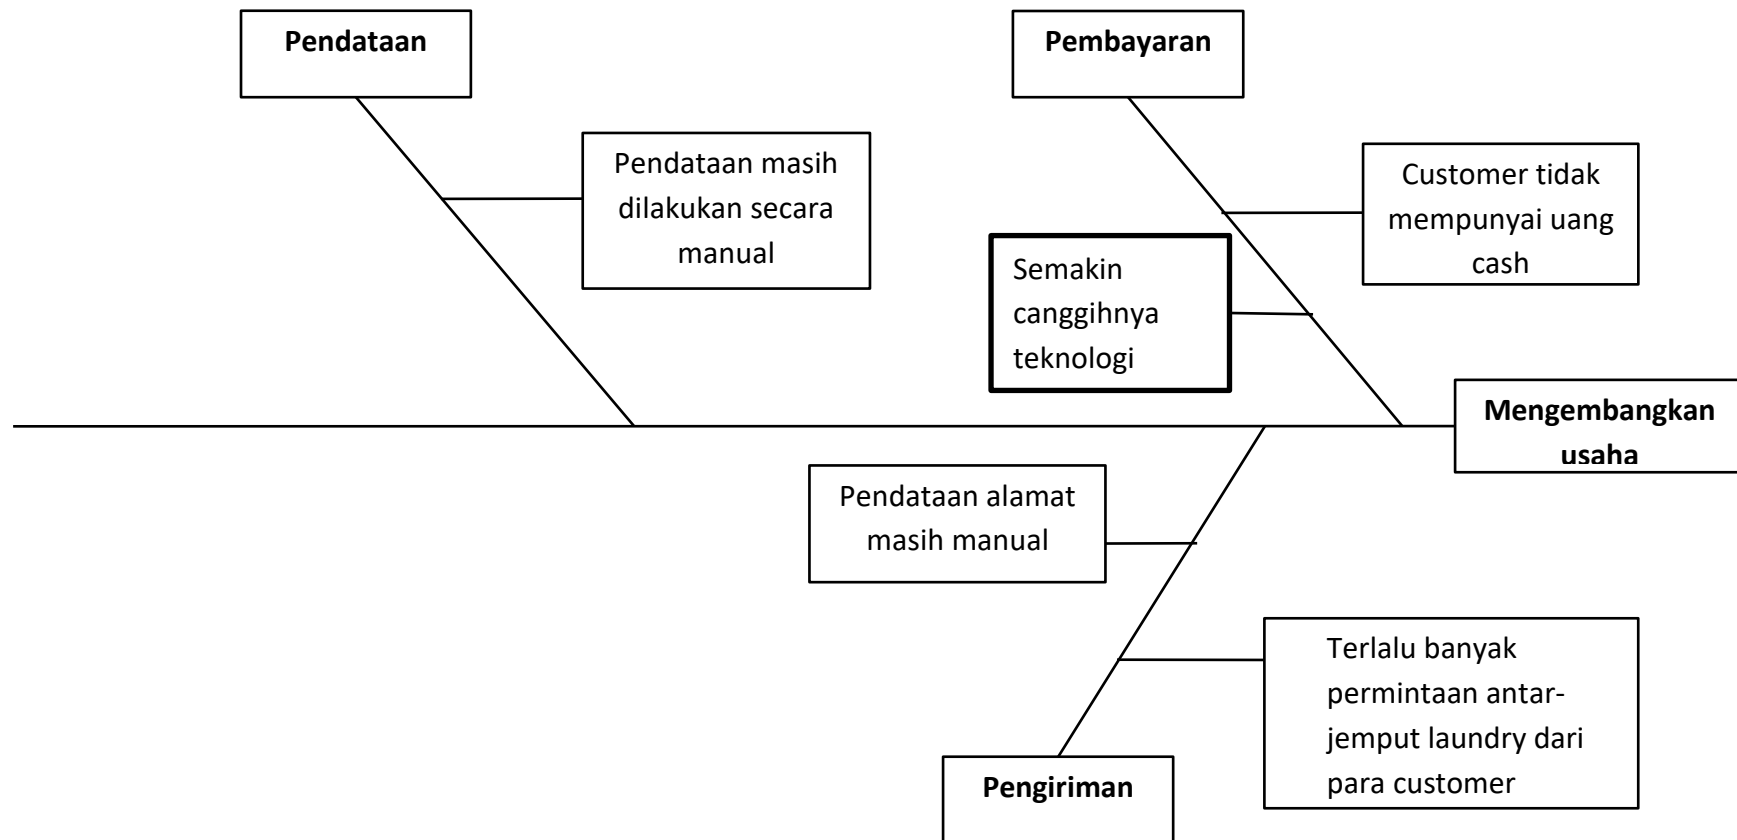 Pendataan
Pembayaran
Pendataan masih
dilakukan secara
manual
Customer tidak
mempunyai uang
cash
Semakin
canggihnya
teknologi
Mengembangkan
usaha
Pendataan alamat
masih manual
Terlalu banyak
permintaan antar-
jemput laundry dari
para customer
Pengiriman